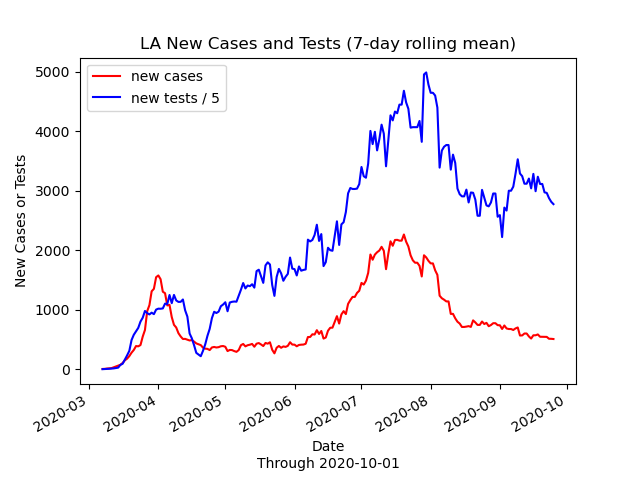 LA New Cases and Tests (7-day rolling mean)
new cases
new tests / 5
New Cases or Tests
5000
4000
3000
2000
1000
0
2020-03
2020-04
2020-05
2020-06
2020-07
2020-08
2020-09
2020-10
Date
Through 2020-10-01